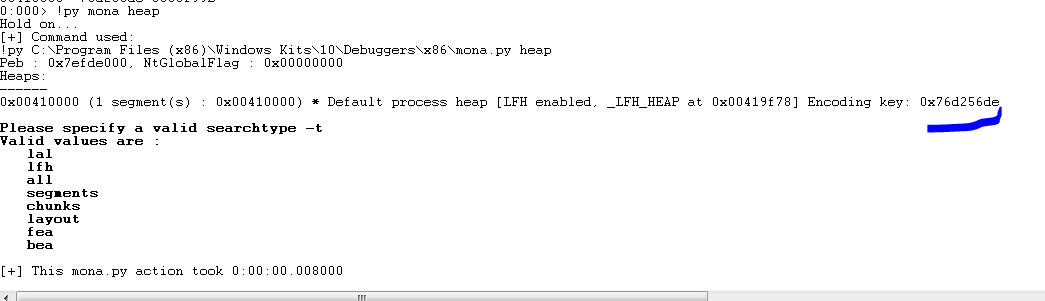 0:000> !py mona heap
Hold on...
[+] Command used:
!py C:\Program Files (x86)\Windows Kits\10\Debuggers\x86\mona.py heap
Peb : 0x7efde000, NtGlobalFlag : 0x00000000
Heaps:
------
0x00410000 (1 segment(s) : 0x00410000) * Default process heap [LFH enabled, _LFH_HEAP at 0x00419f78] Encoding key: 0x76d256de
Please specify a valid searchtype -t
Valid values are :
lal
lfh
all
segments
chunks
layout
fea
bea
[+] This mona.py action took 0:00:00.008000